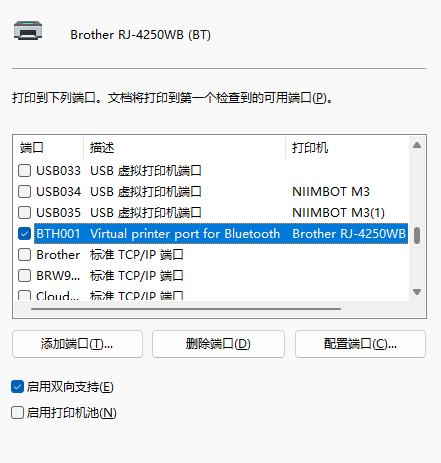 Brother RJ-4250WB (BT)
打印到下列端口。文档将打印到第一个检查到的可用端口(P)。
端口 描述 打印机
USB033 USB 虚拟打印机端口
USB034 USB 虚拟打印机端口 NIIMBOT M3
USB035 USB 虚拟打印机端口 NIIMBOT M3(1)
BTH001 Virtual printer port for Bluetooth Brother RJ-4250WB
Brother 标准 TCP/IP 端口
BRW9... 标准 TCP/IP 端口
Cloud... 标准 TCP/IP 端口
添加端口(T)... 删除端口(D) 配置端口(C)...
启用双向支持(E)
启用打印机池(N)